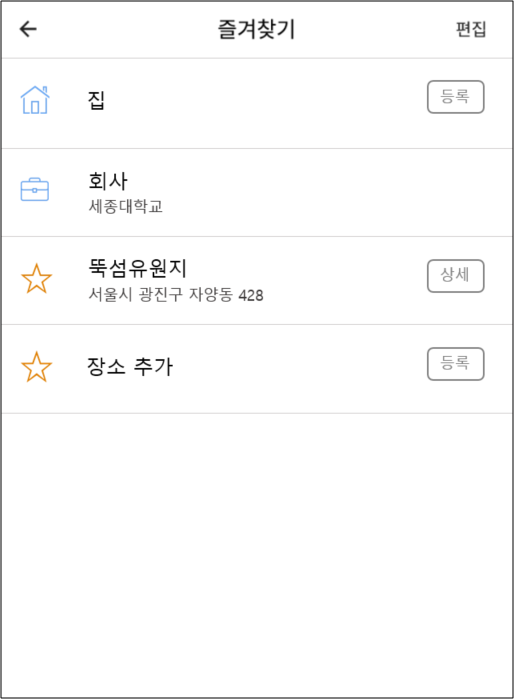 즐겨찾기
편집
집
등록
회사
세종대학교
뚝섬유원지
서울시 광진구 자양동 428
상세
장소 추가
등록